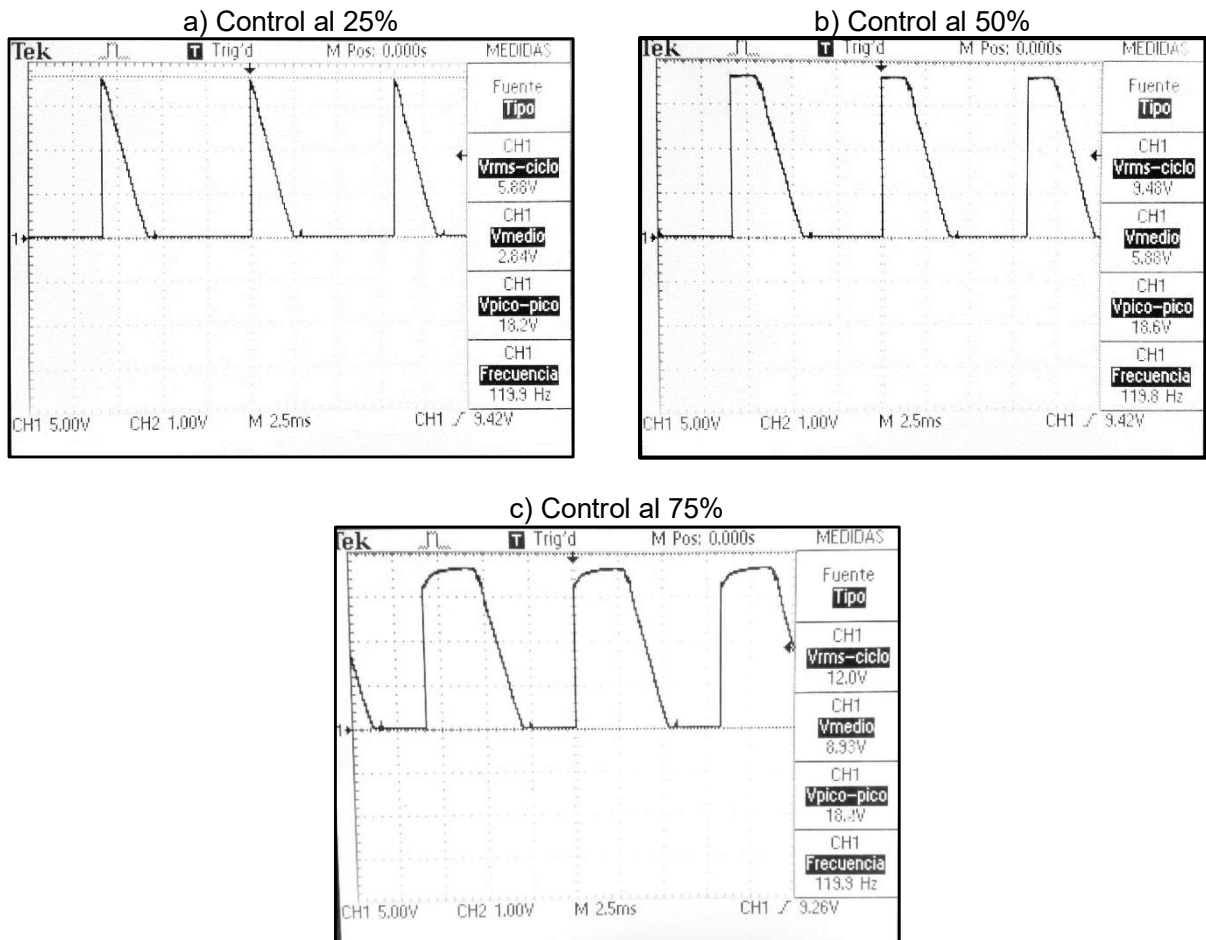 a) Control al 25%
Tek T Trig'd M Pos: 0.000s MEDIDAS
Fuente
Tipo
CH1
Vrms-ciclo
5.88V
CH1
Vmedio
2.84V
CH1
Vpico-pico
18.2V
CH1
Frecuencia
119.9 Hz
1
CH1 5.00V CH2 1.00V M 2.5ms CH1 9.42V
b) Control al 50%
Tek T Trig'd M Pos: 0.000s MEDIDAS
Fuente
Tipo
CH1
Vrms-ciclo
9.48V
CH1
Vmedio
5.88V
CH1
Vpico-pico
18.6V
CH1
Frecuencia
119.8 Hz
1
CH1 5.00V CH2 1.00V M 2.5ms CH1 9.42V
c) Control al 75%
Tek T Trig'd M Pos: 0.000s MEDIDAS
Fuente
Tipo
CH1
Vrms-ciclo
12.0V
CH1
Vmedio
8.93V
CH1
Vpico-pico
CH1
Frecuencia
119.9 Hz
1
CH1 5.00V CH2 1.00V M 2.5ms CH1 9.26V